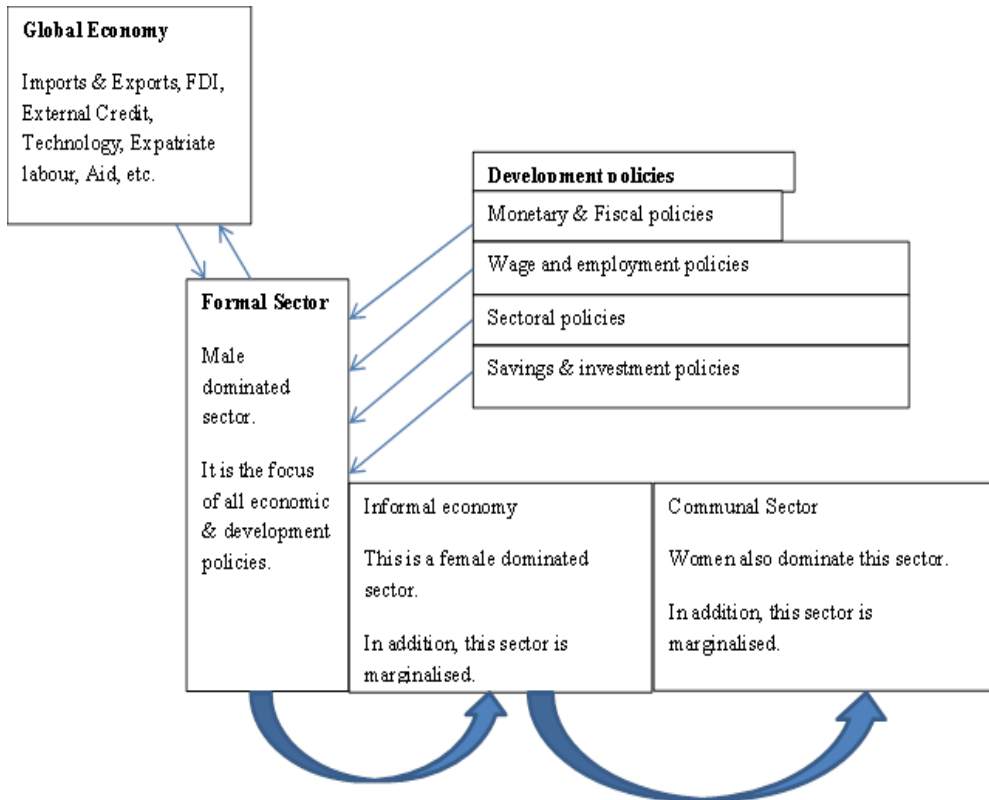 Global Economy
Imports & Exports, FDI,
External Credit,
Technology, Expatriate
labour, Aid, etc.
Development policies
Monetary & Fiscal policies
Wage and employment policies
Sectoral policies
Savings & investment policies
Formal Sector
Male
dominated
sector.
It is the focus
of all economic
& development
policies.
Informal economy
This is a female dominated
sector.
In addition, this sector is
marginalised.
Communal Sector
Women also dominate this sector.
In addition, this sector is
marginalised.